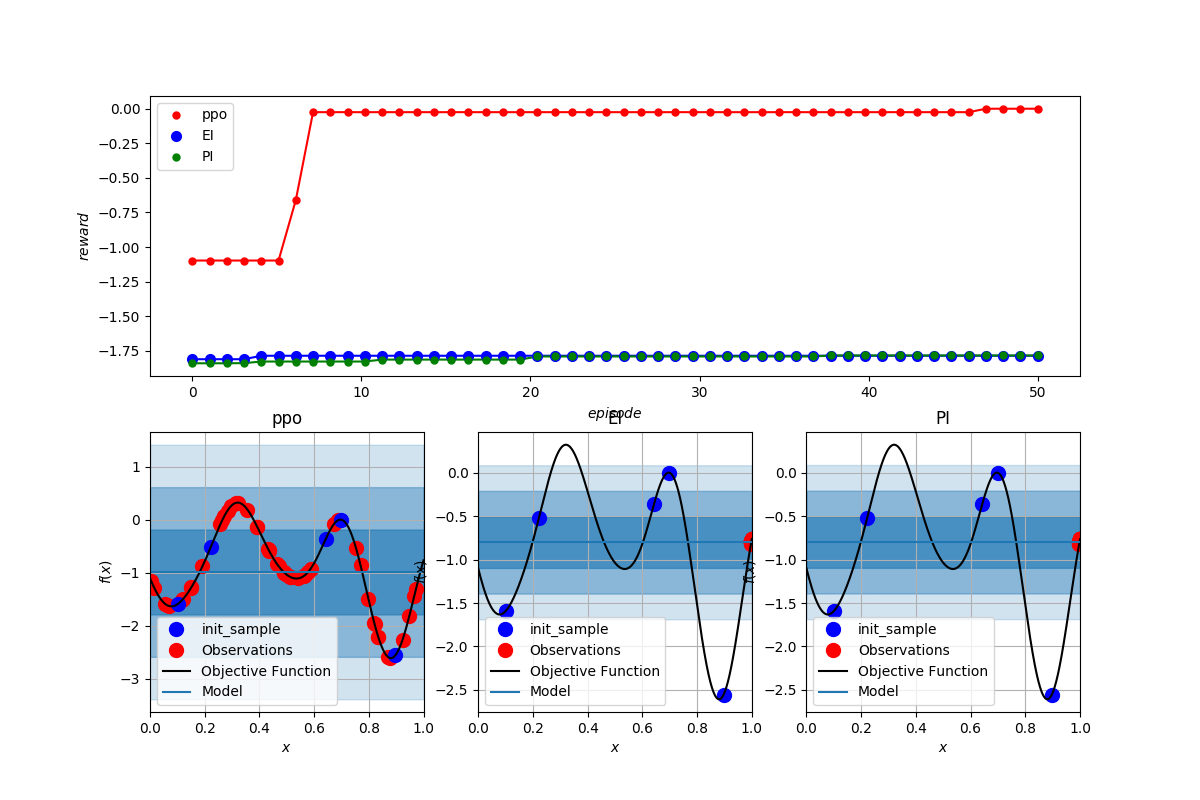 0.00
−0.25
−0.50
−0.75
−1.00
−1.25
−1.50
−1.75
reward
ppo
EI
PI
0 10 20 30 40 50
episode
ppo
EI
PI
1
0
−1
−2
−3
f(x)
init_sample
Observations
Objective Function
Model
0.0 0.2 0.4 0.6 0.8 1.0
x
0.0
−0.5
−1.0
−1.5
−2.0
−2.5
f(x)
init_sample
Observations
Objective Function
Model
0.0 0.2 0.4 0.6 0.8 1.0
x
0.0
−0.5
−1.0
−1.5
−2.0
−2.5
f(x)
init_sample
Observations
Objective Function
Model
0.0 0.2 0.4 0.6 0.8 1.0
x